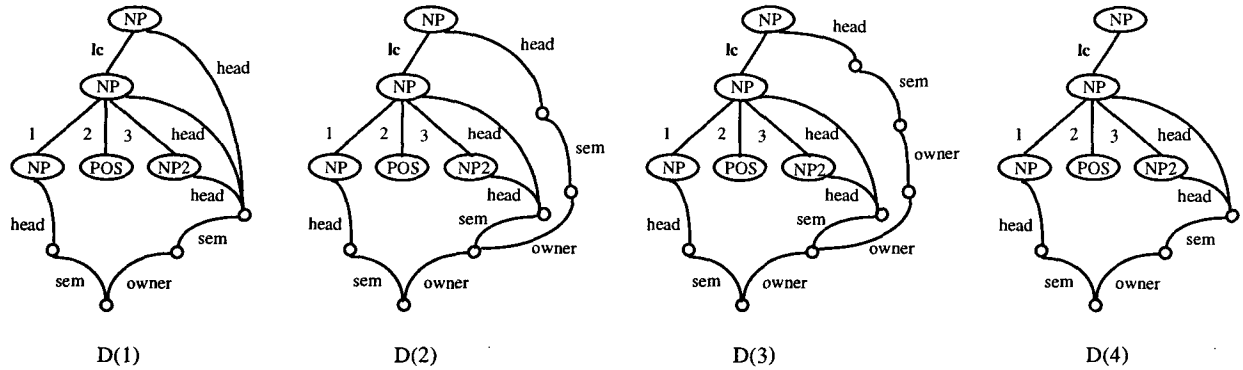 NP
lc
head
NP
1
2
3
head
NP
POS
NP2
head
head
sem
sem
owner
D(1)
NP
lc
head
NP
sem
1
2
3
head
NP
POS
NP2
head
head
sem
owner
sem
owner
D(2)
NP
head
lc
sem
NP
1
2
3
head
owner
NP
POS
NP2
head
head
sem
owner
sem
owner
D(3)
NP
lc
NP
1
2
3
head
NP
POS
NP2
head
head
sem
sem
owner
D(4)